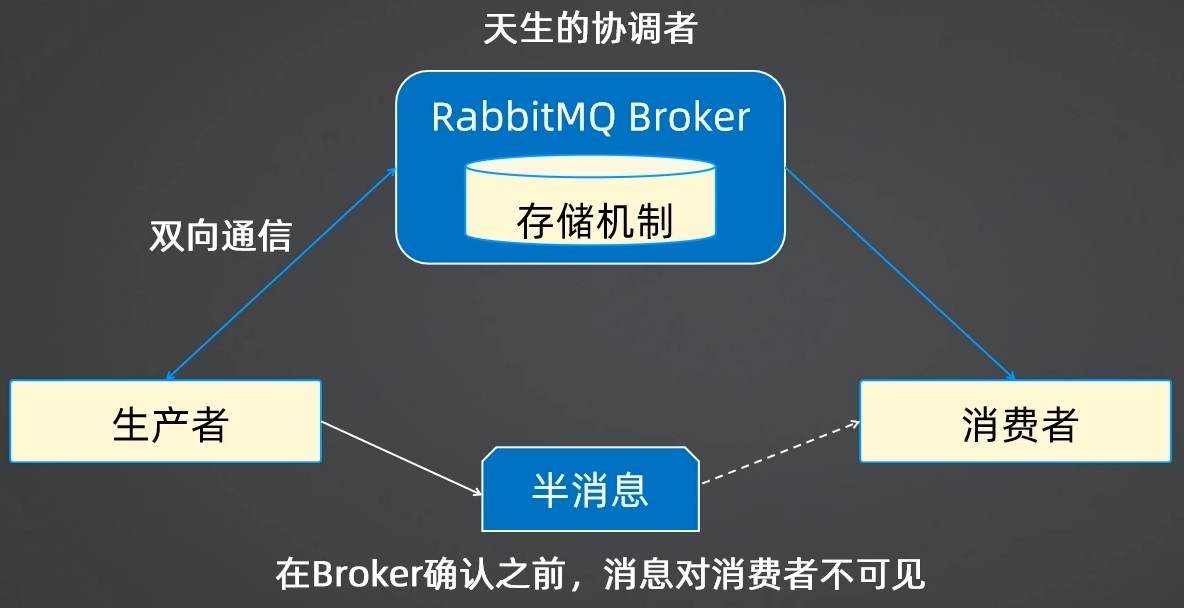 天生的协调者
RabbitMQ Broker
存储机制
双向通信
生产者
消费者
半消息
在Broker确认之前，消息对消费者不可见